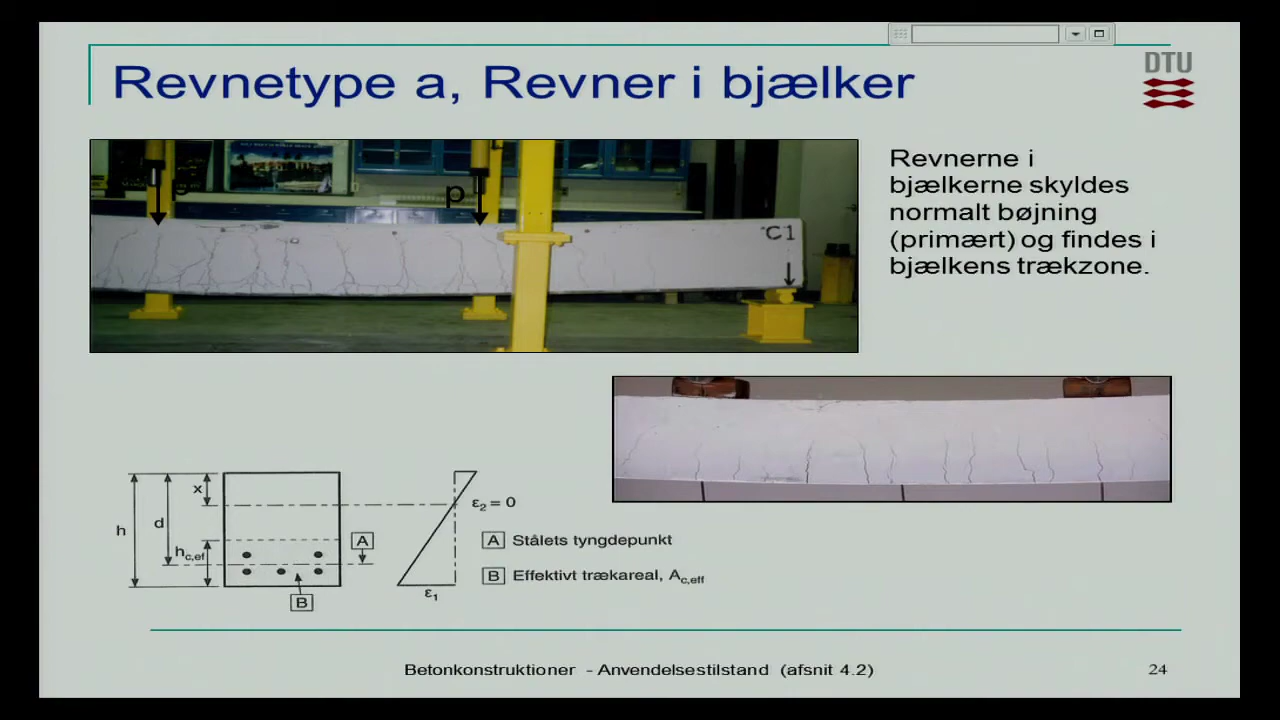 Revnetype a, Revner i bjælker
DTU
p
p
C1
Revnerne i
bjælkerne skyldes
normalt bøjning
(primært) og findes i
bjælkens trækzone.
x
h
d
h_c,ef
A
B
ε₂ = 0
ε₁
A Stålets tyngdepunkt
B Effektivt trækareal, A_c,eff
Betonkonstruktioner - Anvendelsestilstand (afsnit 4.2)
24